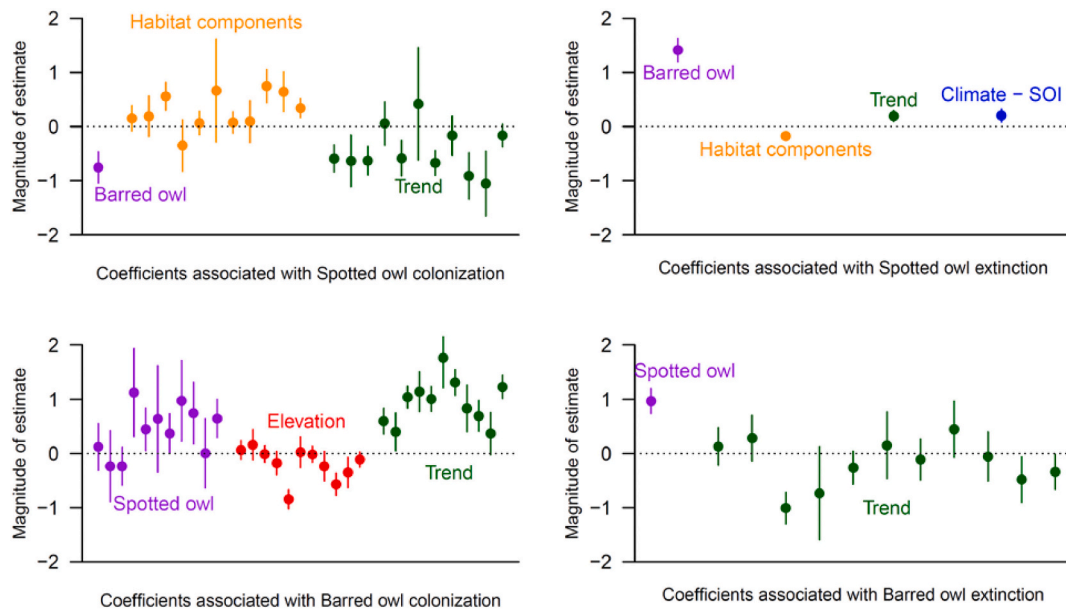 2
1
0
−1
−2
Magnitude of estimate
Habitat components
Barred owl
Trend
Coefficients associated with Spotted owl colonization
2
1
0
−1
−2
Magnitude of estimate
Barred owl
Trend
Climate − SOI
Habitat components
Coefficients associated with Spotted owl extinction
2
1
0
−1
−2
Magnitude of estimate
Elevation
Spotted owl
Trend
Coefficients associated with Barred owl colonization
2
1
0
−1
−2
Magnitude of estimate
Spotted owl
Trend
Coefficients associated with Barred owl extinction